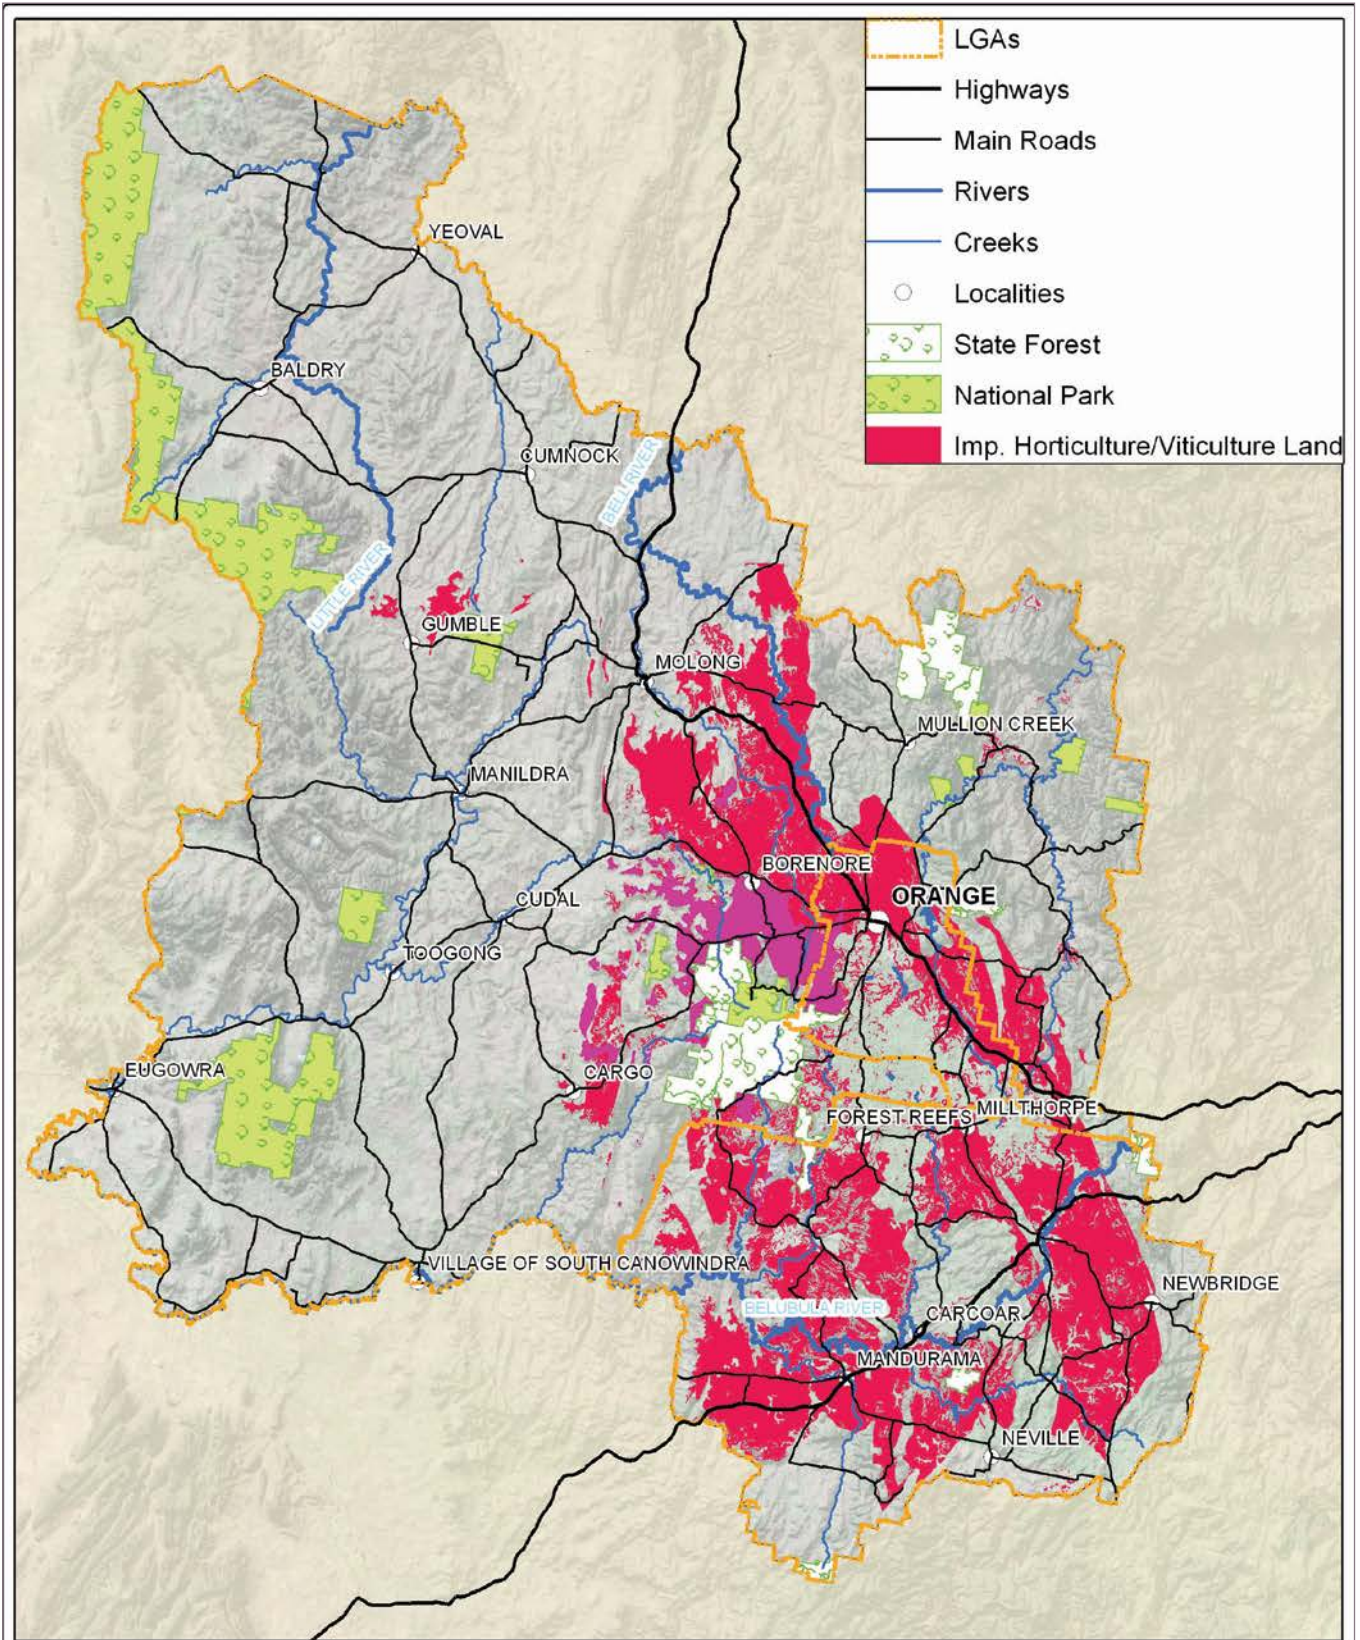 LGAs
Highways
Main Roads
Rivers
Creeks
Localities
State Forest
National Park
Imp. Horticulture/Viticulture Land
YEOVAL
BALDRY
CUMNOCK
BELL RIVER
LITTLE RIVER
GUMBLE
MOLONG
MULLION CREEK
MANILDRA
BORENORE
ORANGE
CUDAL
TOOGONG
CARGO
EUGOWRA
FOREST REEFS
MILLTHORPE
VILLAGE OF SOUTH CANOWINDRA
NEWBRIDGE
BELUBULA RIVER
CARCOAR
MANDURAMA
NEVILLE